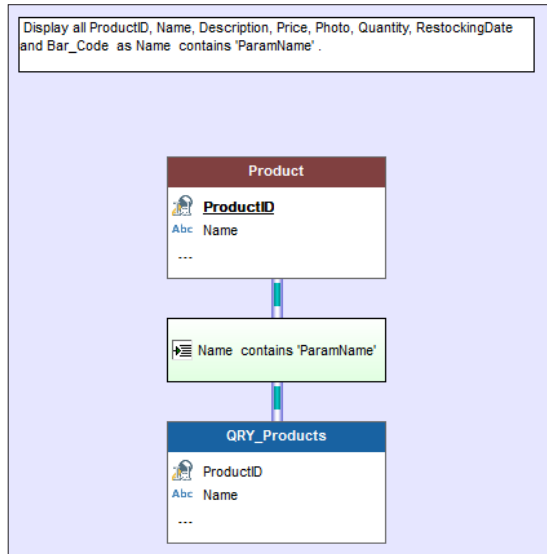 Display all ProductID, Name, Description, Price, Photo, Quantity, RestockingDate
and Bar_Code as Name contains 'ParamName' .
Product
ProductID
Abc Name
---
Name contains 'ParamName'
QRY_Products
ProductID
Abc Name
---